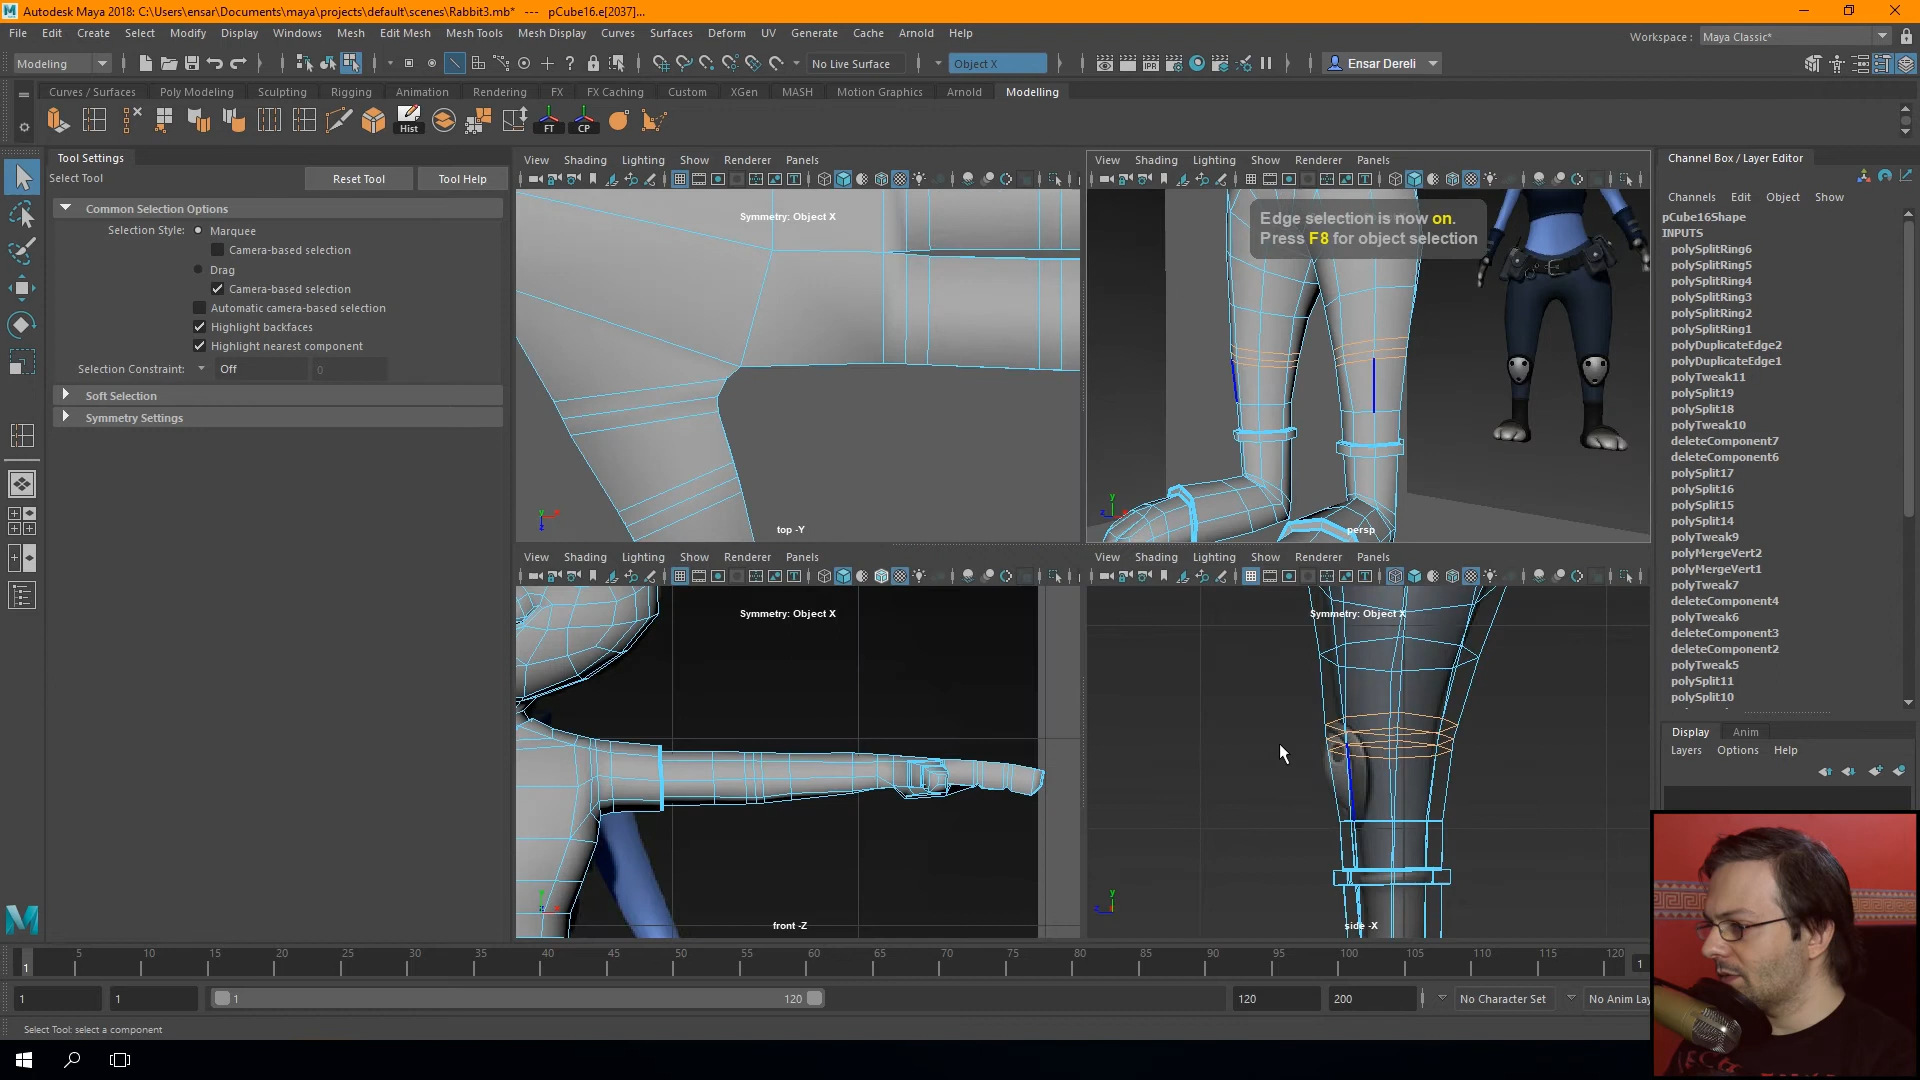 Autodesk Maya 2018: C:\Users\ensar\Documents\maya\projects\default\scenes\Rabbit3.mb* --- pCube16.e[2037]...
File Edit Create Select Modify Display Windows Mesh Edit Mesh Mesh Tools Mesh Display Curves Surfaces Deform UV Generate Cache Arnold Help
Workspace : Maya Classic*
Modeling No Live Surface Object X Ensar Dereli
Curves / Surfaces Poly Modeling Sculpting Rigging Animation Rendering FX FX Caching Custom XGen MASH Motion Graphics Arnold Modelling
Hist FT CP
Tool Settings
Select Tool Reset Tool Tool Help
Common Selection Options
Selection Style: Marquee
Camera-based selection
Drag
Camera-based selection
Automatic camera-based selection
Highlight backfaces
Highlight nearest component
Selection Constraint: Off 0
Soft Selection
Symmetry Settings
View Shading Lighting Show Renderer Panels
Symmetry: Object X
top -Y
View Shading Lighting Show Renderer Panels
Edge selection is now on.
Press F8 for object selection
persp
View Shading Lighting Show Renderer Panels
Symmetry: Object X
front -Z
View Shading Lighting Show Renderer Panels
Symmetry: Object X
side -X
Channel Box / Layer Editor
Channels Edit Object Show
pCube16Shape
INPUTS
polySplitRing6
polySplitRing5
polySplitRing4
polySplitRing3
polySplitRing2
polySplitRing1
polyDuplicateEdge2
polyDuplicateEdge1
polyTweak11
polySplit19
polySplit18
polyTweak10
deleteComponent7
deleteComponent6
polySplit17
polySplit16
polySplit15
polySplit14
polyTweak9
polyMergeVert2
polyMergeVert1
polyTweak7
deleteComponent4
polyTweak6
deleteComponent3
deleteComponent2
polyTweak5
polySplit11
polySplit10
Display Anim
Layers Options Help
1 5 10 15 20 25 30 35 40 45 50 55 60 65 70 75 80 85 90 95 100 105 110 115 120 1
1 1 1 120 120 200 No Character Set No Anim Lay
Select Tool: select a component